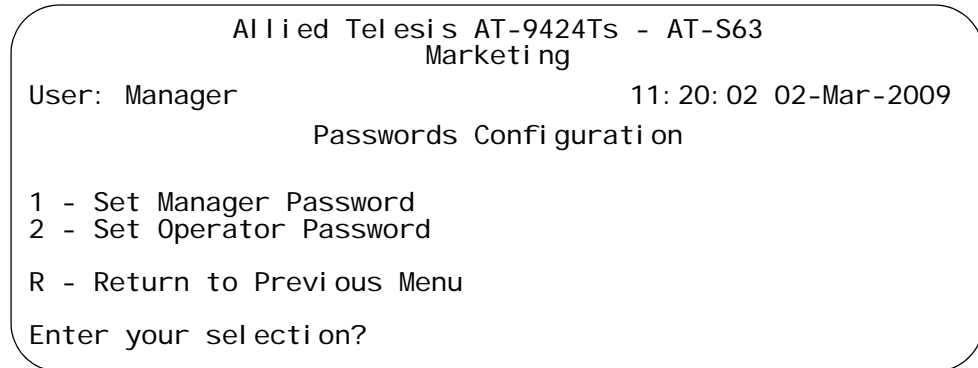 Allied Telesis AT-9424Ts - AT-S63
Marketing
User: Manager 11:20:02 02-Mar-2009
Passwords Configuration
1 - Set Manager Password
2 - Set Operator Password
R - Return to Previous Menu
Enter your selection?